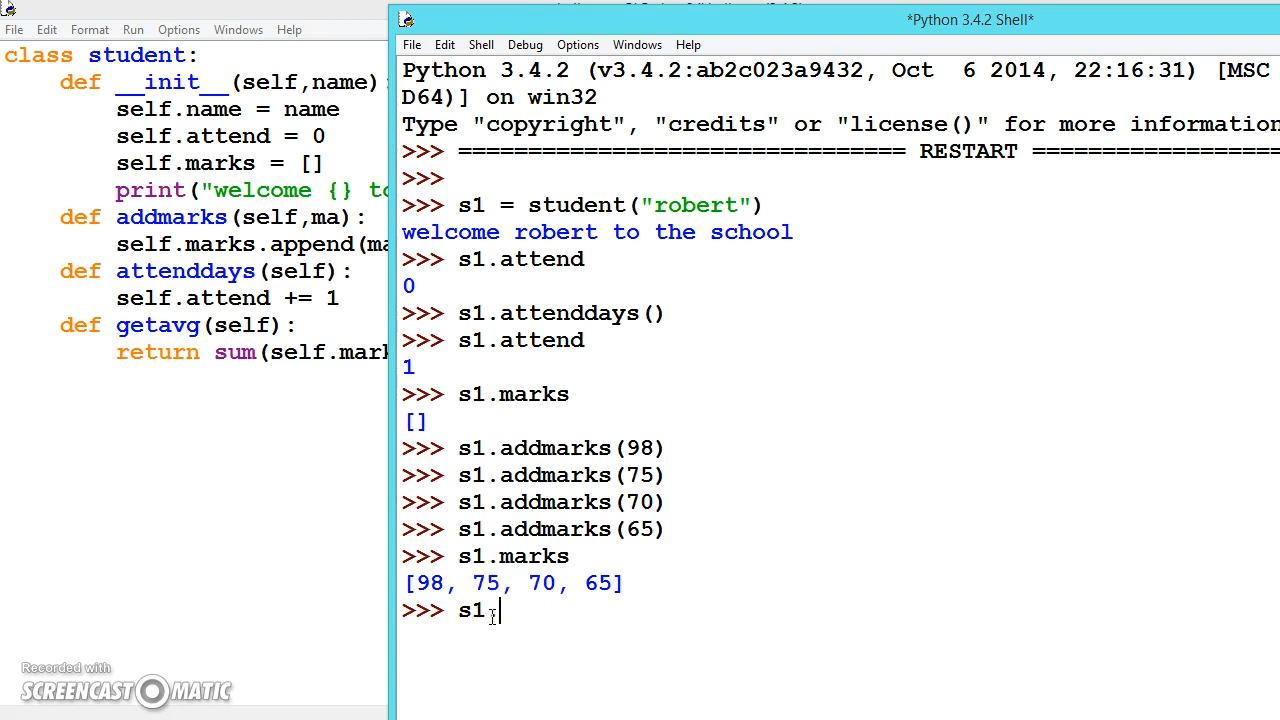 File Edit Format Run Options Windows Help
class student:
def __init__(self,name):
self.name = name
self.attend = 0
self.marks = []
print("welcome {} to
def addmarks(self,ma):
self.marks.append(ma
def attenddays(self):
self.attend += 1
def getavg(self):
return sum(self.mark
Recorded with
SCREENCAST MATIC
*Python 3.4.2 Shell*
File Edit Shell Debug Options Windows Help
Python 3.4.2 (v3.4.2:ab2c023a9432, Oct  6 2014, 22:16:31) [MSC
D64)] on win32
Type "copyright", "credits" or "license()" for more information
>>> ================================ RESTART ==================
>>>
>>> s1 = student("robert")
welcome robert to the school
>>> s1.attend
0
>>> s1.attenddays()
>>> s1.attend
1
>>> s1.marks
[]
>>> s1.addmarks(98)
>>> s1.addmarks(75)
>>> s1.addmarks(70)
>>> s1.addmarks(65)
>>> s1.marks
[98, 75, 70, 65]
>>> s1.